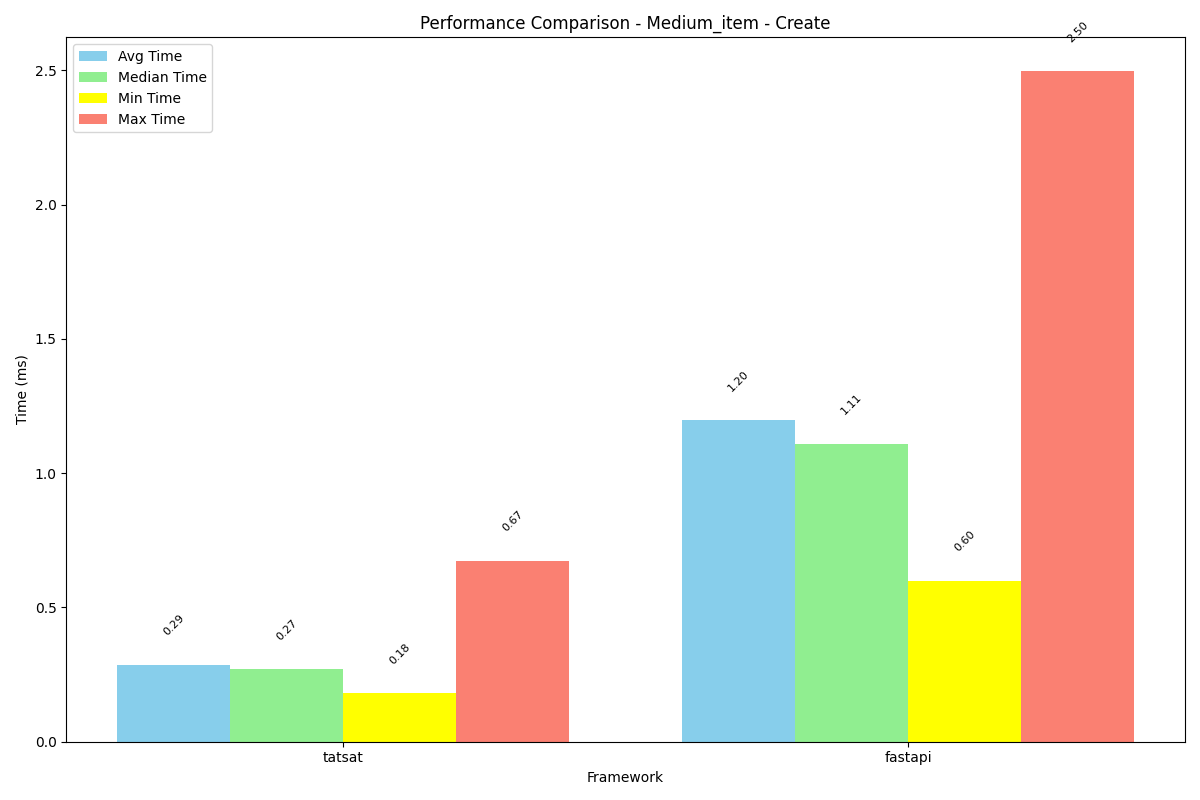 Performance Comparison - Medium_item - Create
Avg Time
Median Time
Min Time
Max Time
Time (ms)
2.5
2.0
1.5
1.0
0.5
0.0
0.29
0.27
0.18
0.67
1.20
1.11
0.60
2.50
tatsat
fastapi
Framework